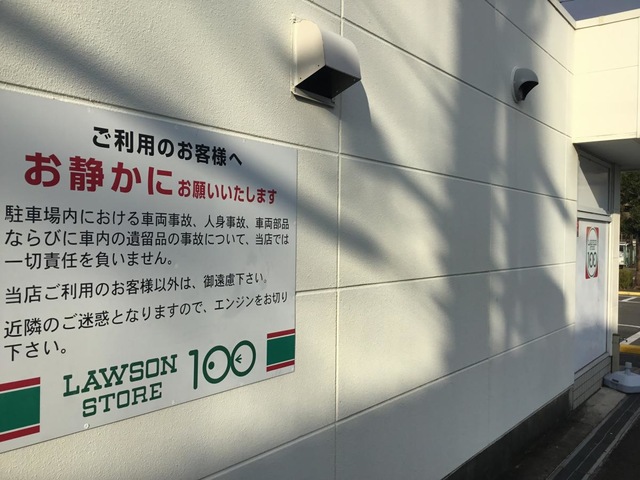 ご利用のお客様へ
お静かにお願いいたします
駐車場内における車両事故、人身事故、車両部品
ならびに車内の遺留品の事故について、当店では
一切責任を負いません。
当店ご利用のお客様以外は、御遠慮下さい。
近隣のご迷惑となりますので、エンジンをお切り
下さい。
LAWSON
STORE 100
100